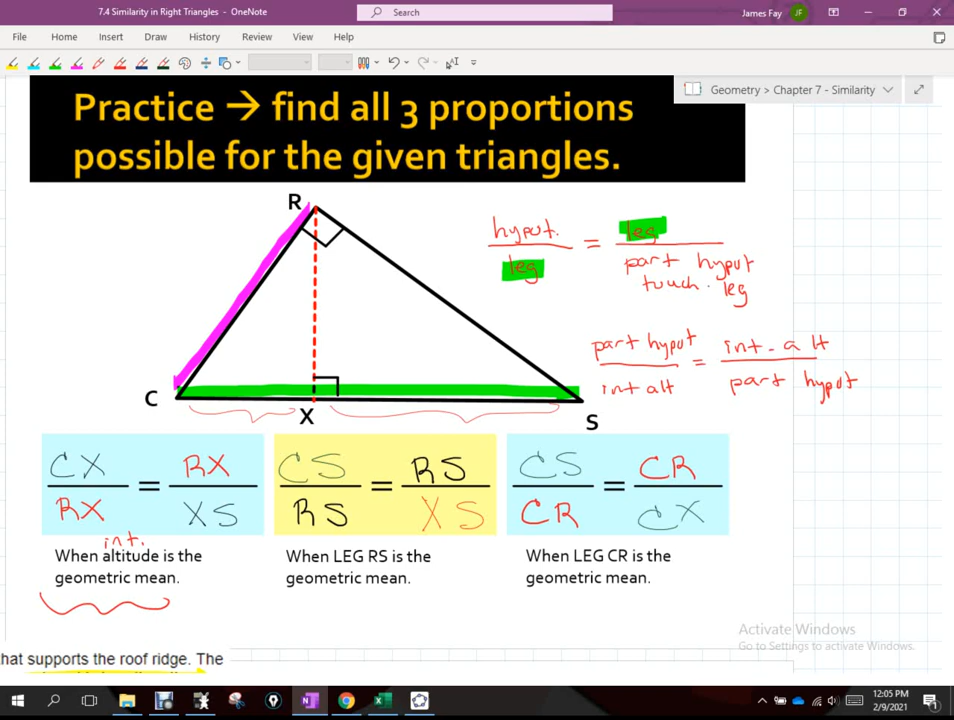 7.4 Similarity in Right Triangles - OneNote
Search
James Fay JF
File Home Insert Draw History Review View Help
Geometry > Chapter 7 - Similarity
Practice → find all 3 proportions
possible for the given triangles.
R
C
X
S
hyput. = leg
leg part hyput
touch. leg
part hyput = int. alt
int alt part hyput
CX = RX
RX XS
CS = RS
RS XS
CS = CR
CR CX
int.
When altitude is the
geometric mean.
When LEG RS is the
geometric mean.
When LEG CR is the
geometric mean.
Activate Windows
Go to Settings to activate Windows.
hat supports the roof ridge. The
12:05 PM
2/9/2021